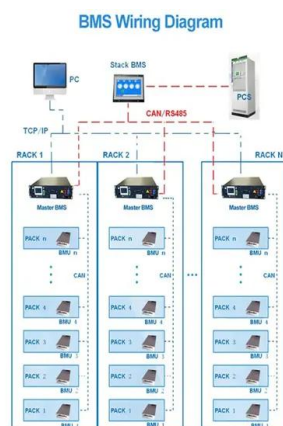 BMS Wiring Diagram
Stack BMS
PC
PCS
CAN/RS485
TCP/IP
RACK 1
RACK 2
RACK N
Master BMS
Master BMS
Master BMS
PACK n
PACK n
PACK n
BMU n
BMU n
BMU n
CAN
CAN
CAN
PACK 4
PACK 4
PACK 4
BMU 4
BMU 4
BMU 4
PACK 3
PACK 3
PACK 3
BMU 3
BMU 3
BMU 3
PACK 2
PACK 2
PACK 2
BMU 2
BMU 2
BMU 2
PACK 1
PACK 1
PACK 1